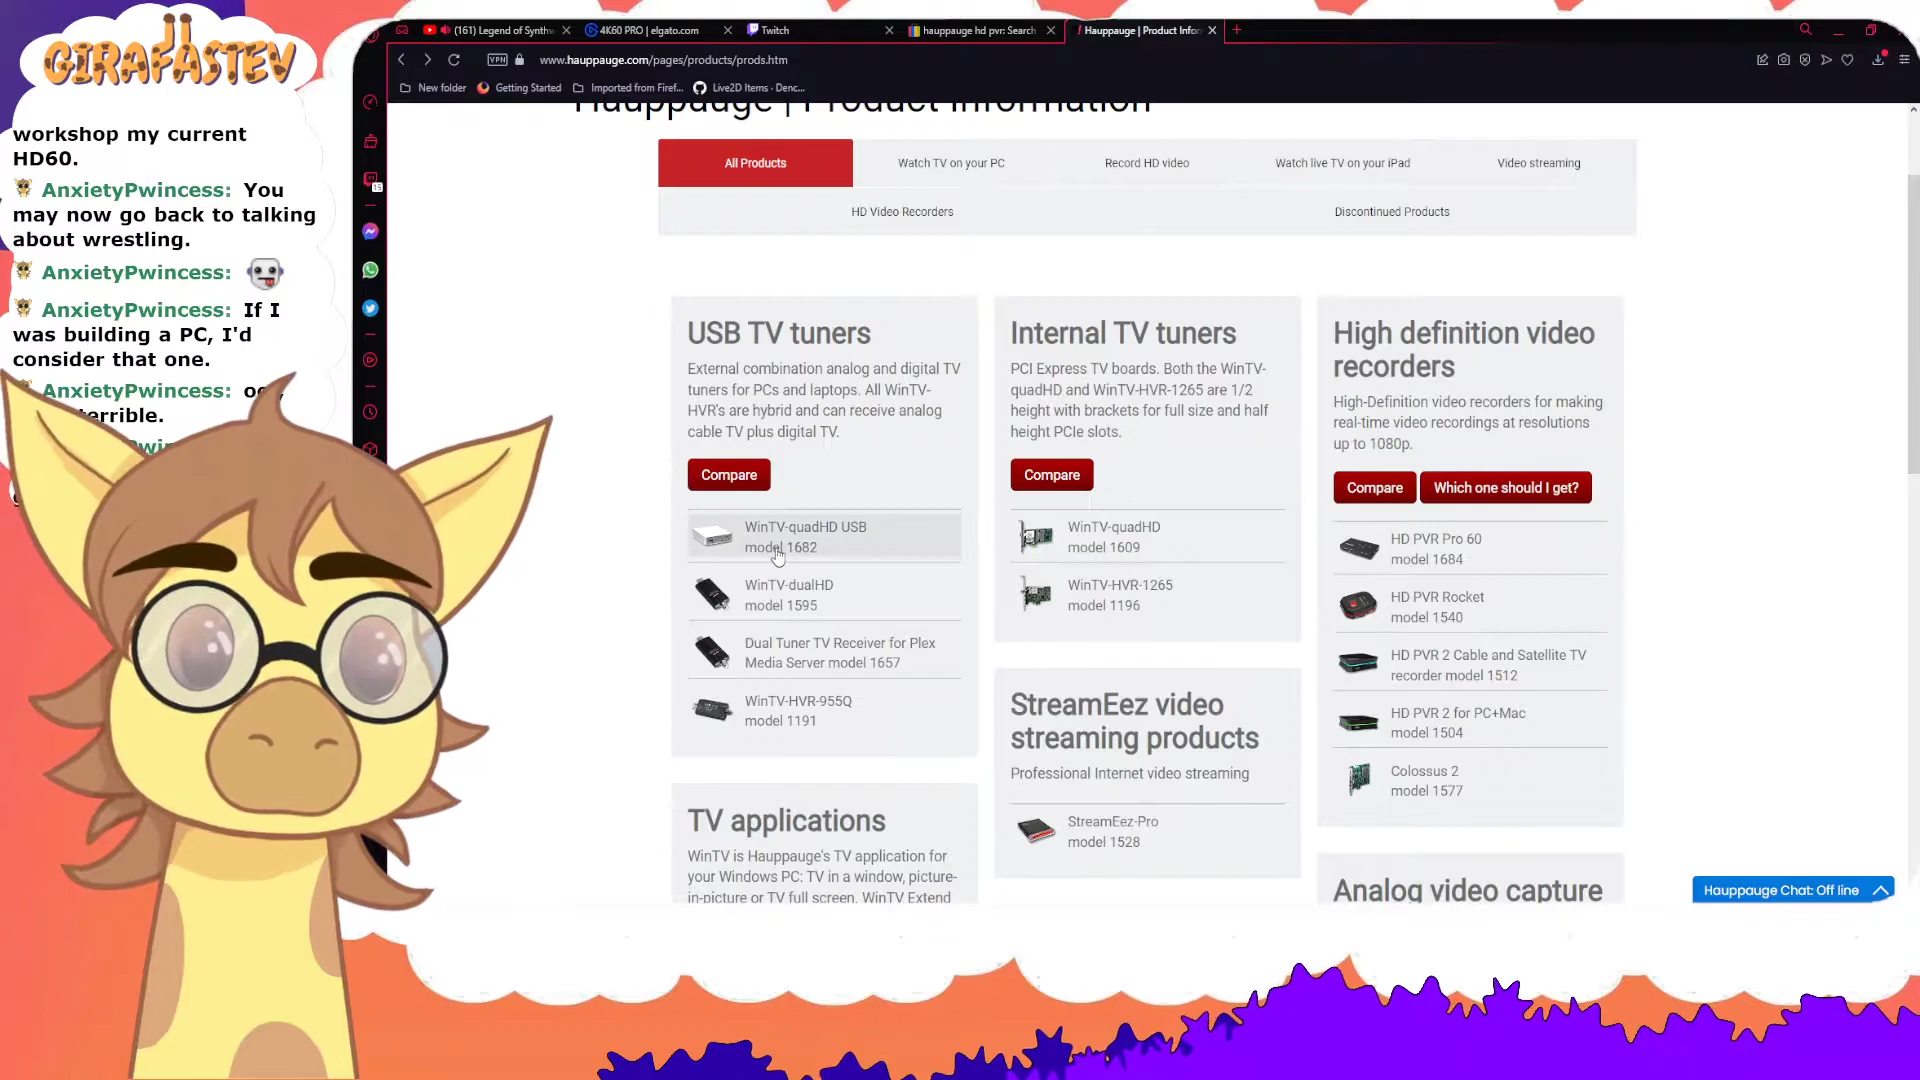 GIRAFASTEV
workshop my current
HD60.
AnxietyPwincess: You
may now go back to talking
about wrestling.
AnxietyPwincess:
AnxietyPwincess: If I
was building a PC, I'd
consider that one.
AnxietyPwincess:
(161) Legend of Synthw
4K60 PRO | elgato.com
Twitch
hauppauge hd pvr: Search
Hauppauge | Product Infor
VPN
www.hauppauge.com/pages/products/prods.htm
New folder
Getting Started
Imported from Firef...
Live2D Items - Denc...
15
Hauppauge | Product Information
All Products
Watch TV on your PC
Record HD video
Watch live TV on your iPad
Video streaming
HD Video Recorders
Discontinued Products
USB TV tuners
External combination analog and digital TV
tuners for PCs and laptops. All WinTV-
HVR's are hybrid and can receive analog
cable TV plus digital TV.
Compare
WinTV-quadHD USB
model 1682
WinTV-dualHD
model 1595
Dual Tuner TV Receiver for Plex
Media Server model 1657
WinTV-HVR-955Q
model 1191
TV applications
WinTV is Hauppauge's TV application for
your Windows PC: TV in a window, picture-
in-picture or TV full screen. WinTV Extend
Internal TV tuners
PCI Express TV boards. Both the WinTV-
quadHD and WinTV-HVR-1265 are 1/2
height with brackets for full size and half
height PCIe slots.
Compare
WinTV-quadHD
model 1609
WinTV-HVR-1265
model 1196
StreamEez video
streaming products
Professional Internet video streaming
StreamEez-Pro
model 1528
High definition video
recorders
High-Definition video recorders for making
real-time video recordings at resolutions
up to 1080p.
Compare
Which one should I get?
HD PVR Pro 60
model 1684
HD PVR Rocket
model 1540
HD PVR 2 Cable and Satellite TV
recorder model 1512
HD PVR 2 for PC+Mac
model 1504
Colossus 2
model 1577
Analog video capture
Hauppauge Chat: Off line